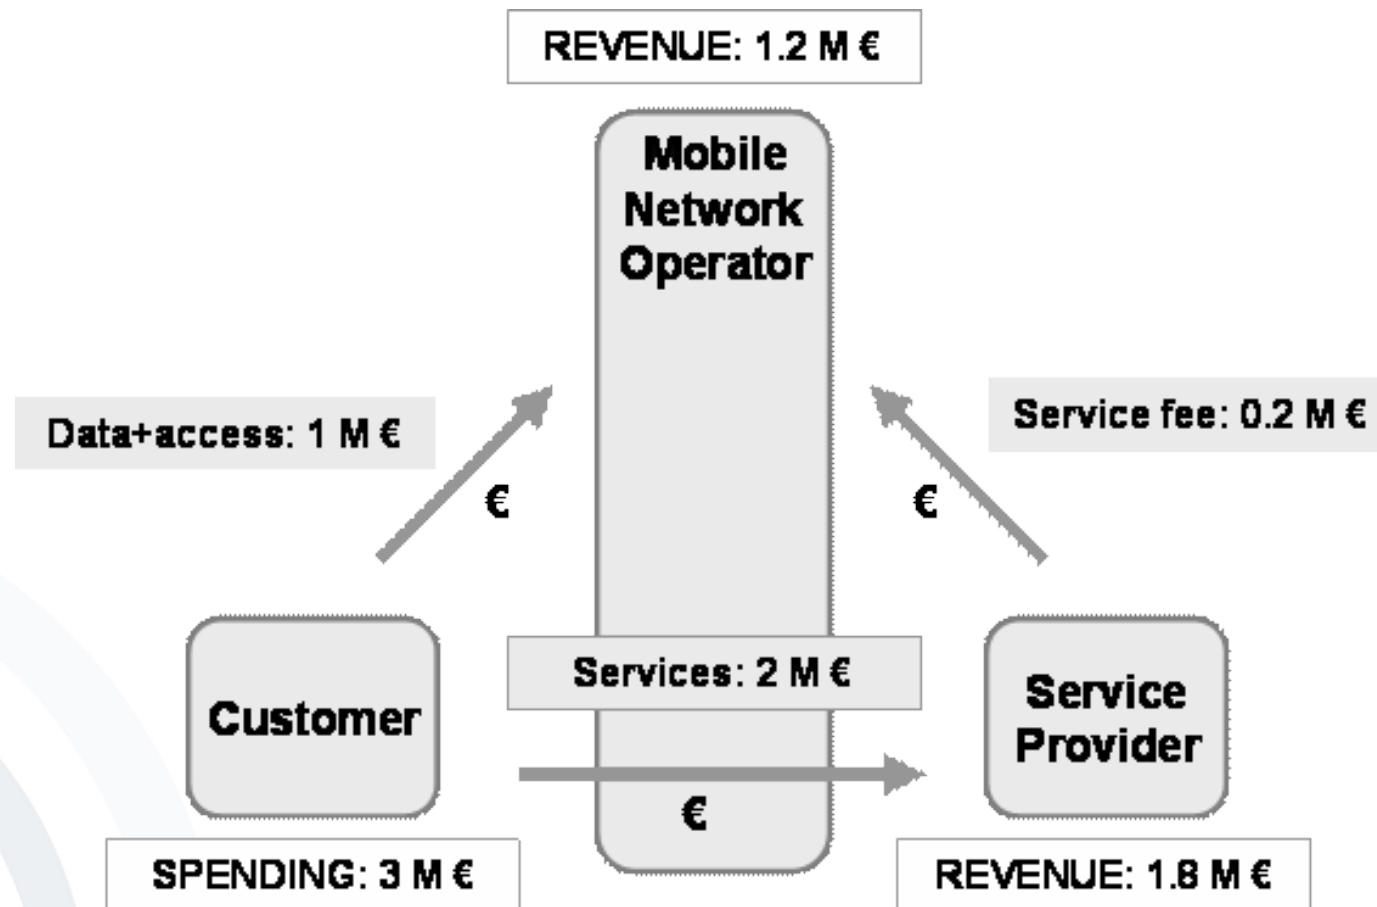 REVENUE: 1.2 M €
Mobile
Network
Operator
Data+access: 1 M €
Service fee: 0.2 M €
€
€
Services: 2 M €
Customer
Service
Provider
€
SPENDING: 3 M €
REVENUE: 1.8 M €